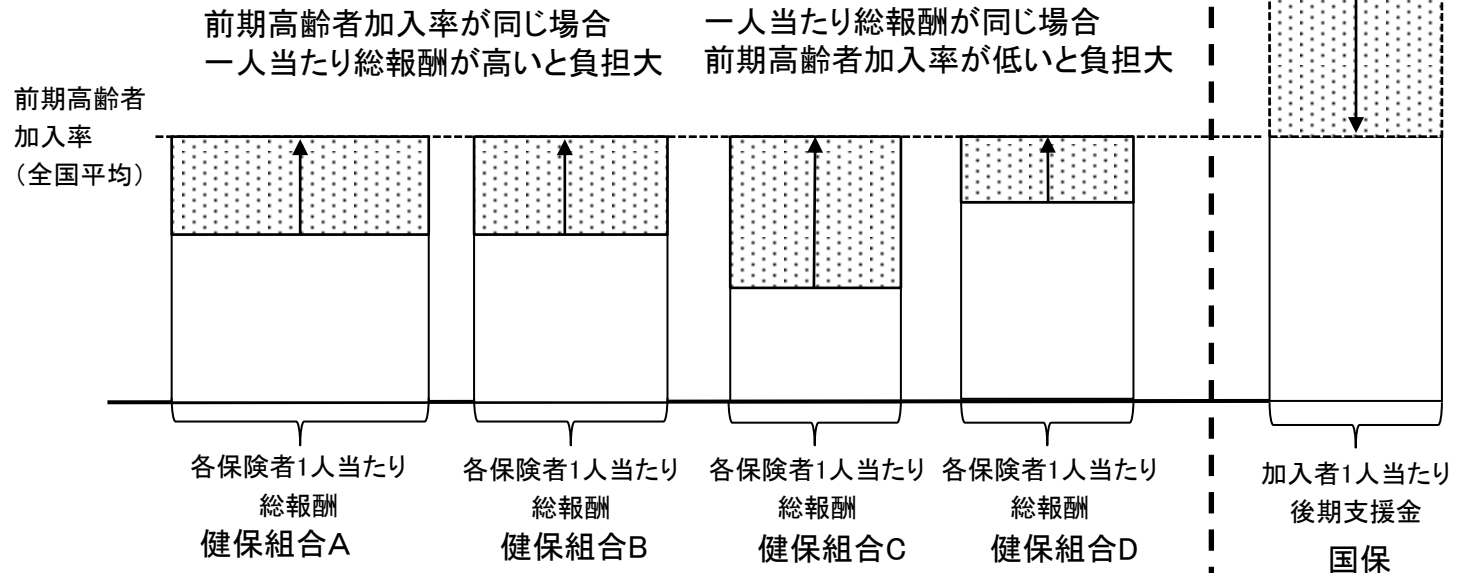 前期高齢者加入率が同じ場合
一人当たり総報酬が高いと負担大
一人当たり総報酬が同じ場合
前期高齢者加入率が低いと負担大
前期高齢者
加入率
(全国平均)
各保険者1人当たり
総報酬
健保組合A
各保険者1人当たり
総報酬
健保組合B
各保険者1人当たり
総報酬
健保組合C
各保険者1人当たり
総報酬
健保組合D
加入者1人当たり
後期支援金
国保